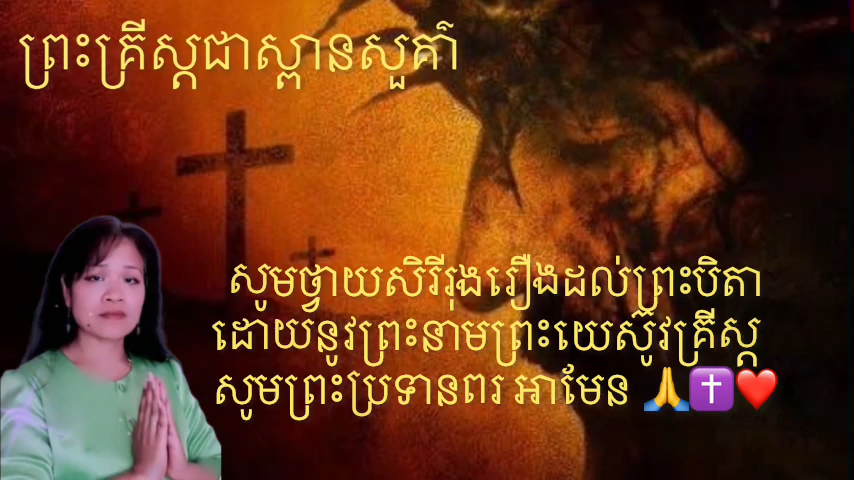 ព្រះគ្រីស្តជាស្ពានសួគ៌ា
សូមថ្វាយសិរីរុងរឿងដល់ព្រះបិតា
ដោយនូវព្រះនាមព្រះយេស៊ូវគ្រីស្ត
សូមព្រះប្រទានពរ អាមែន 🙏✝️❤️